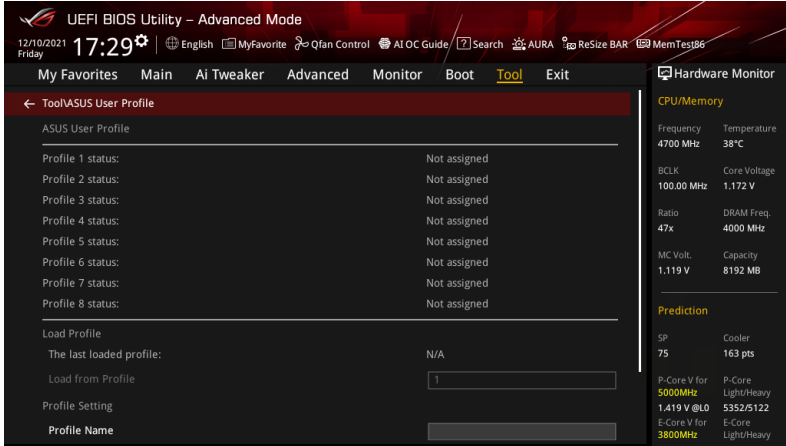 UEFI BIOS Utility – Advanced Mode
12/10/2021
Friday
17:29
English
MyFavorite
Qfan Control
AI OC Guide
Search
AURA
ReSize BAR
MemTest86
My Favorites
Main
Ai Tweaker
Advanced
Monitor
Boot
Tool
Exit
Tool\ASUS User Profile
ASUS User Profile
Profile 1 status: Not assigned
Profile 2 status: Not assigned
Profile 3 status: Not assigned
Profile 4 status: Not assigned
Profile 5 status: Not assigned
Profile 6 status: Not assigned
Profile 7 status: Not assigned
Profile 8 status: Not assigned
Load Profile
The last loaded profile: N/A
Load from Profile 1
Profile Setting
Profile Name
Hardware Monitor
CPU/Memory
Frequency Temperature
4700 MHz 38°C
BCLK Core Voltage
100.00 MHz 1.172 V
Ratio DRAM Freq.
47x 4000 MHz
MC Volt. Capacity
1.119 V 8192 MB
Prediction
SP Cooler
75 163 pts
P-Core V for P-Core
5000MHz Light/Heavy
1.419 V @L0 5352/5122
E-Core V for E-Core
3800MHz Light/Heavy